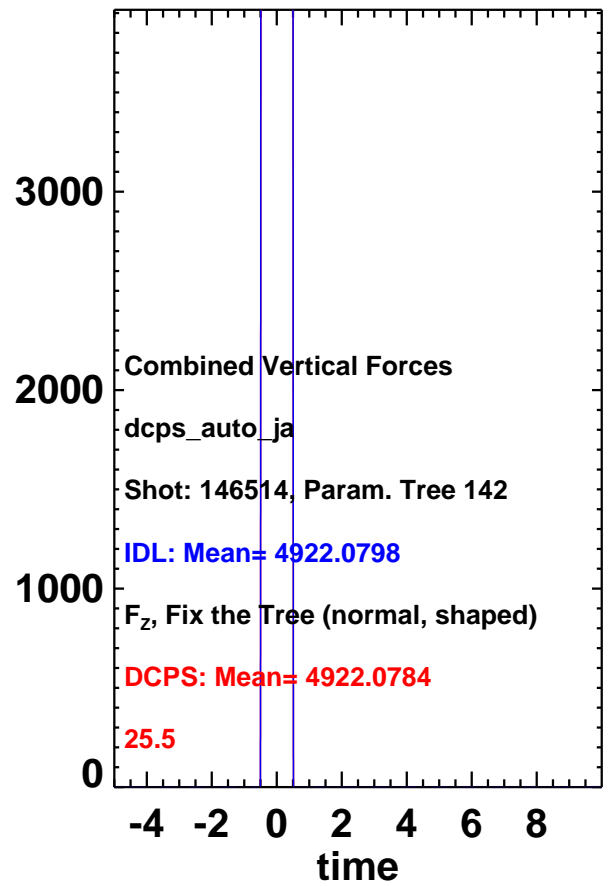 3000
Combined Vertical Forces
2000
dcps_auto_ja
Shot: 146514, Param. Tree 142
IDL: Mean= 4922.0798
1000
F_Z, Fix the Tree (normal, shaped)
DCPS: Mean= 4922.0784
25.5
0
-4 -2 0 2 4 6 8
time